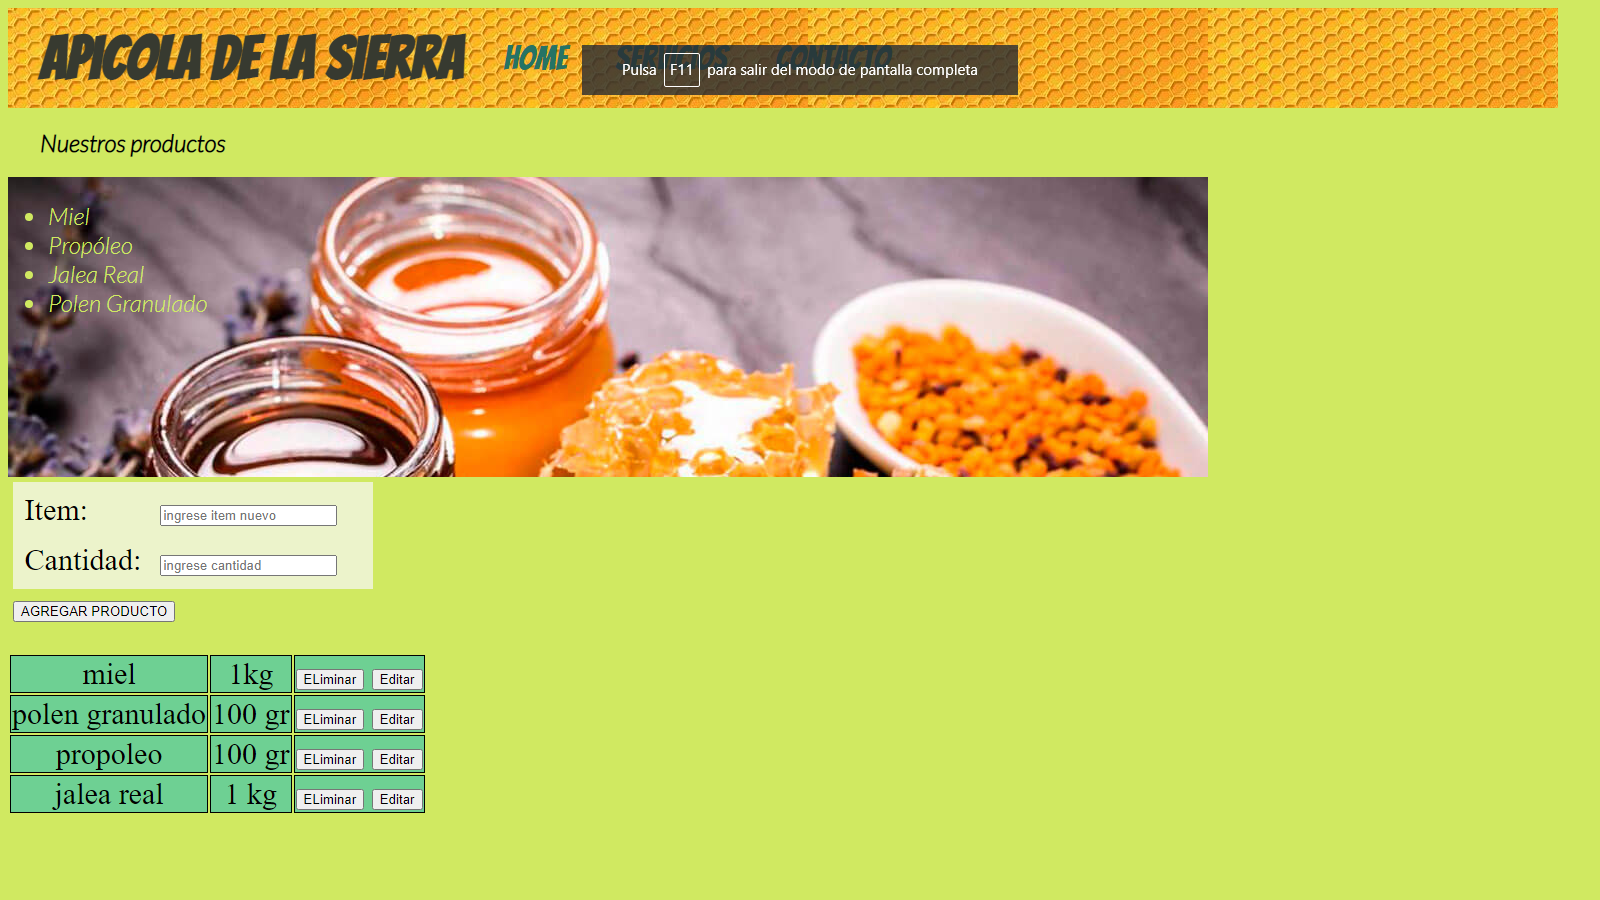 APICOLA DE LA SIERRA HOME SERVICIOS CONTACTO
Pulsa F11 para salir del modo de pantalla completa
Nuestros productos
Miel
Propóleo
Jalea Real
Polen Granulado
Item: ingrese item nuevo
Cantidad: ingrese cantidad
AGREGAR PRODUCTO
miel 1kg ELiminar Editar
polen granulado 100 gr ELiminar Editar
propoleo 100 gr ELiminar Editar
jalea real 1 kg ELiminar Editar